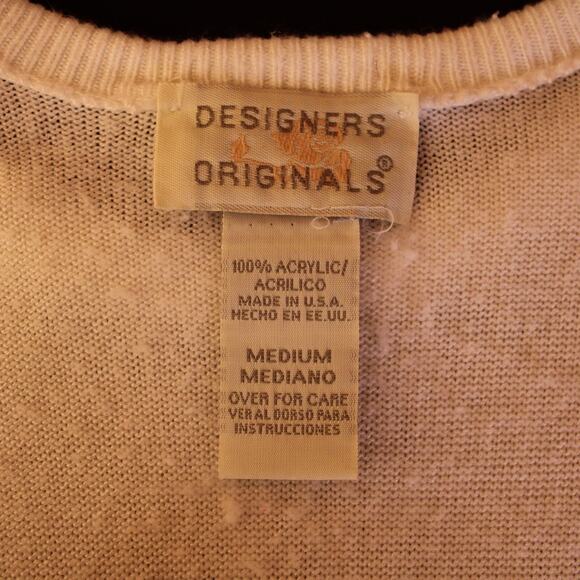 DESIGNERS
ORIGINALS®
100% ACRYLIC/
ACRILICO
MADE IN U.S.A.
HECHO EN EE.UU.
MEDIUM
MEDIANO
OVER FOR CARE
VER AL DORSO PARA
INSTRUCCIONES